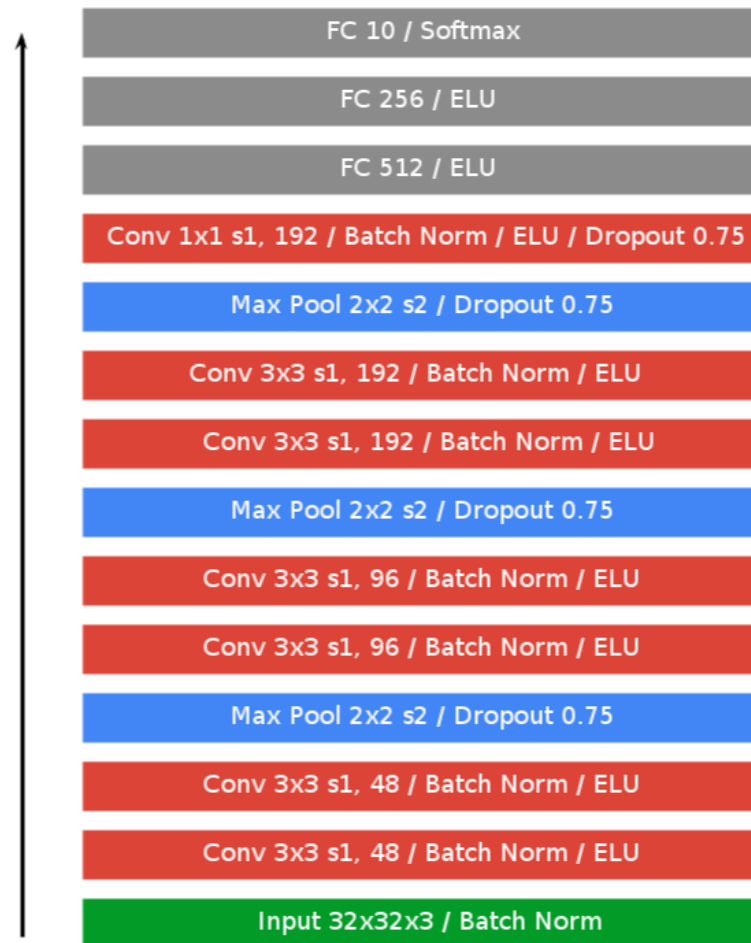 FC 10 / Softmax
FC 256 / ELU
FC 512 / ELU
Conv 1x1 s1, 192 / Batch Norm / ELU / Dropout 0.75
Max Pool 2x2 s2 / Dropout 0.75
Conv 3x3 s1, 192 / Batch Norm / ELU
Conv 3x3 s1, 192 / Batch Norm / ELU
Max Pool 2x2 s2 / Dropout 0.75
Conv 3x3 s1, 96 / Batch Norm / ELU
Conv 3x3 s1, 96 / Batch Norm / ELU
Max Pool 2x2 s2 / Dropout 0.75
Conv 3x3 s1, 48 / Batch Norm / ELU
Conv 3x3 s1, 48 / Batch Norm / ELU
Input 32x32x3 / Batch Norm